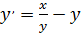 y' = x/y − y